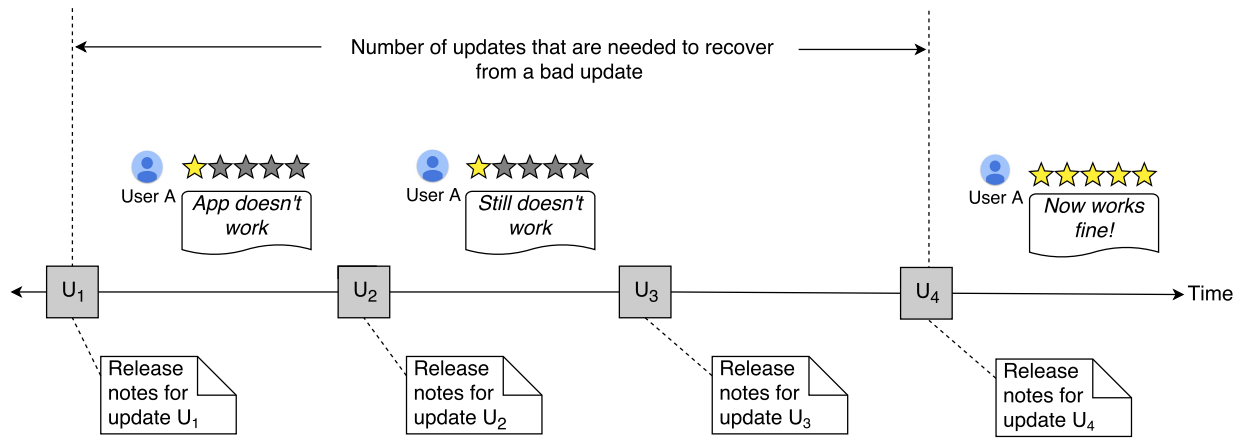 Number of updates that are needed to recover
from a bad update
User A
App doesn't
work
User A
Still doesn't
work
User A
Now works
fine!
U₁
U₂
U₃
U₄
Time
Release
notes for
update U₁
Release
notes for
update U₂
Release
notes for
update U₃
Release
notes for
update U₄